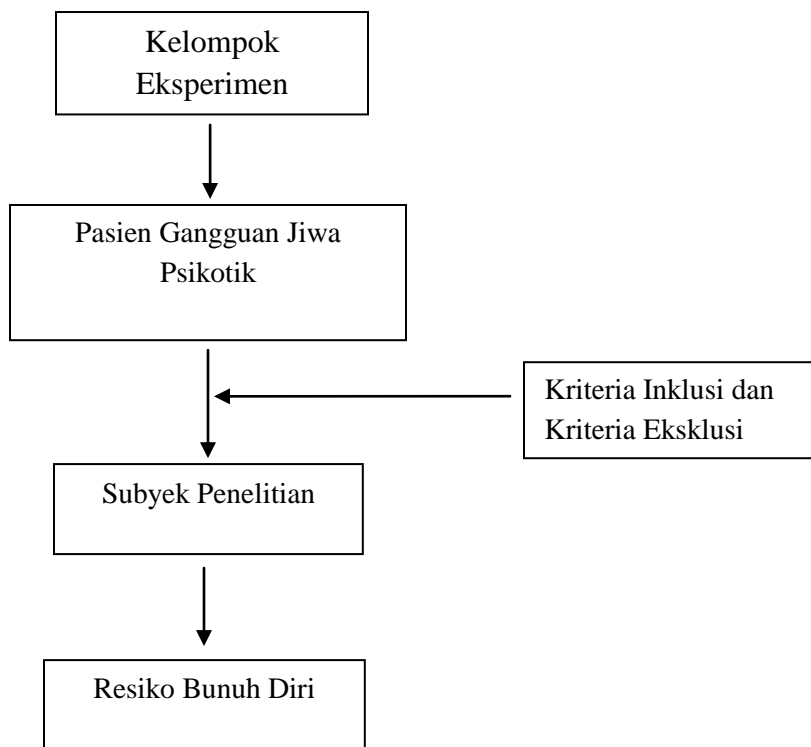 Kelompok
Eksperimen
Pasien Gangguan Jiwa
Psikotik
Kriteria Inklusi dan
Kriteria Eksklusi
Subyek Penelitian
Resiko Bunuh Diri